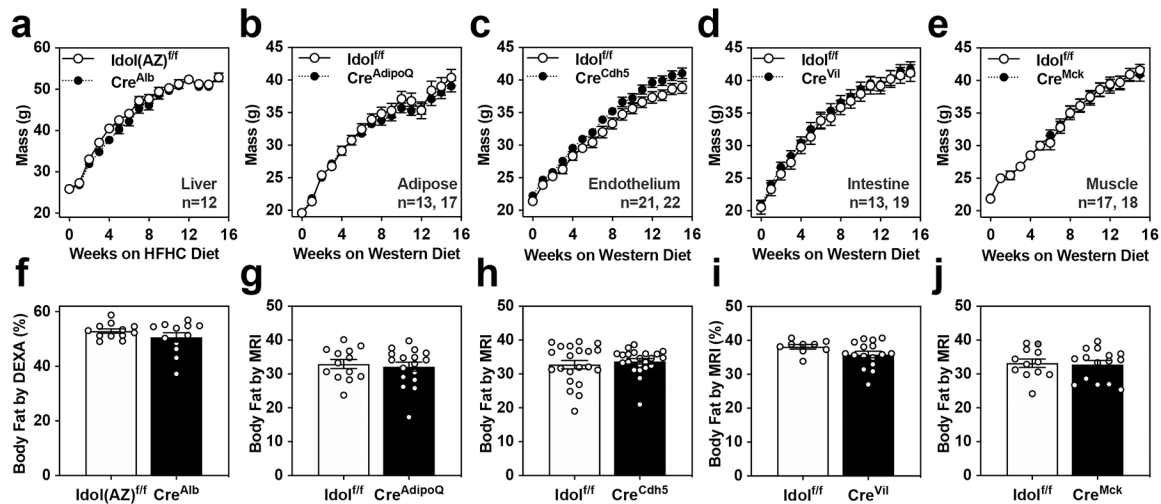 a
Mass (g)
60
50
40
30
20
Idol(AZ)f/f
CreAlb
Liver
n=12
0 4 8 12 16
Weeks on HFHC Diet
b
Mass (g)
45
40
35
30
25
20
Idolf/f
CreAdipoQ
Adipose
n=13, 17
0 4 8 12 16
Weeks on Western Diet
c
Mass (g)
45
40
35
30
25
20
Idolf/f
CreCdh5
Endothelium
n=21, 22
0 4 8 12 16
Weeks on Western Diet
d
Mass (g)
45
40
35
30
25
20
Idolf/f
CreVil
Intestine
n=13, 19
0 4 8 12 16
Weeks on Western Diet
e
Mass (g)
45
40
35
30
25
20
Idolf/f
CreMck
Muscle
n=17, 18
0 4 8 12 16
Weeks on Western Diet
f
Body Fat by DEXA (%)
60
40
20
0
Idol(AZ)f/f CreAlb
g
Body Fat by MRI
50
40
30
20
10
0
Idolf/f CreAdipoQ
h
Body Fat by MRI
50
40
30
20
10
0
Idolf/f CreCdh5
i
Body Fat by MRI (%)
50
40
30
20
10
0
Idolf/f CreVil
j
Body Fat by MRI
50
40
30
20
10
0
Idolf/f CreMck